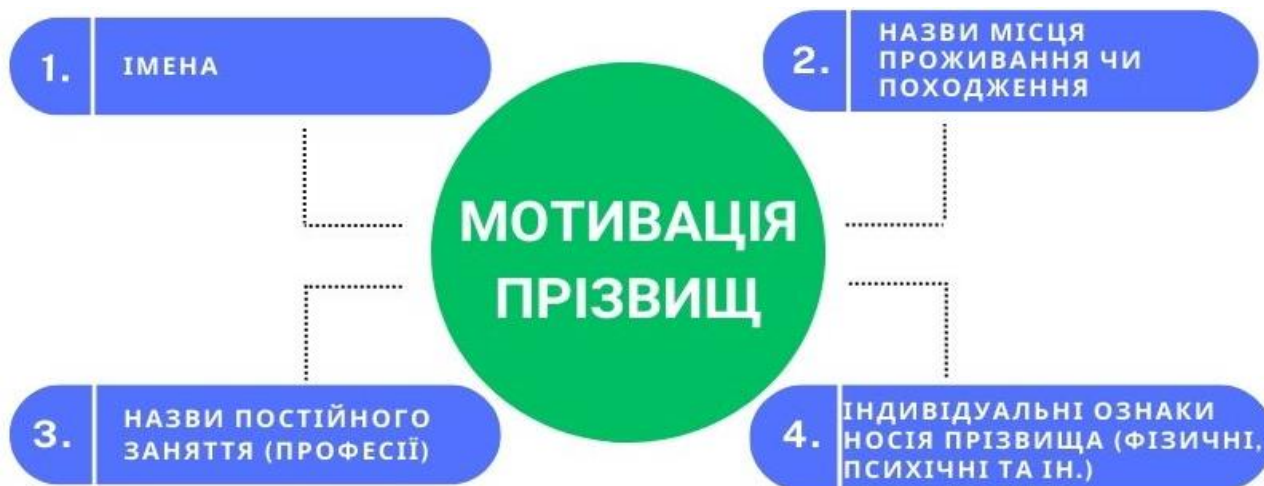 1. ІМЕНА
2. НАЗВИ МІСЦЯ
ПРОЖИВАННЯ ЧИ
ПОХОДЖЕННЯ
МОТИВАЦІЯ
ПРІЗВИЩ
3. НАЗВИ ПОСТІЙНОГО
ЗАНЯТТЯ (ПРОФЕСІЇ)
4. ІНДИВІДУАЛЬНІ ОЗНАКИ
НОСІЯ ПРІЗВИЩА (ФІЗИЧНІ,
ПСИХІЧНІ ТА ІН.)